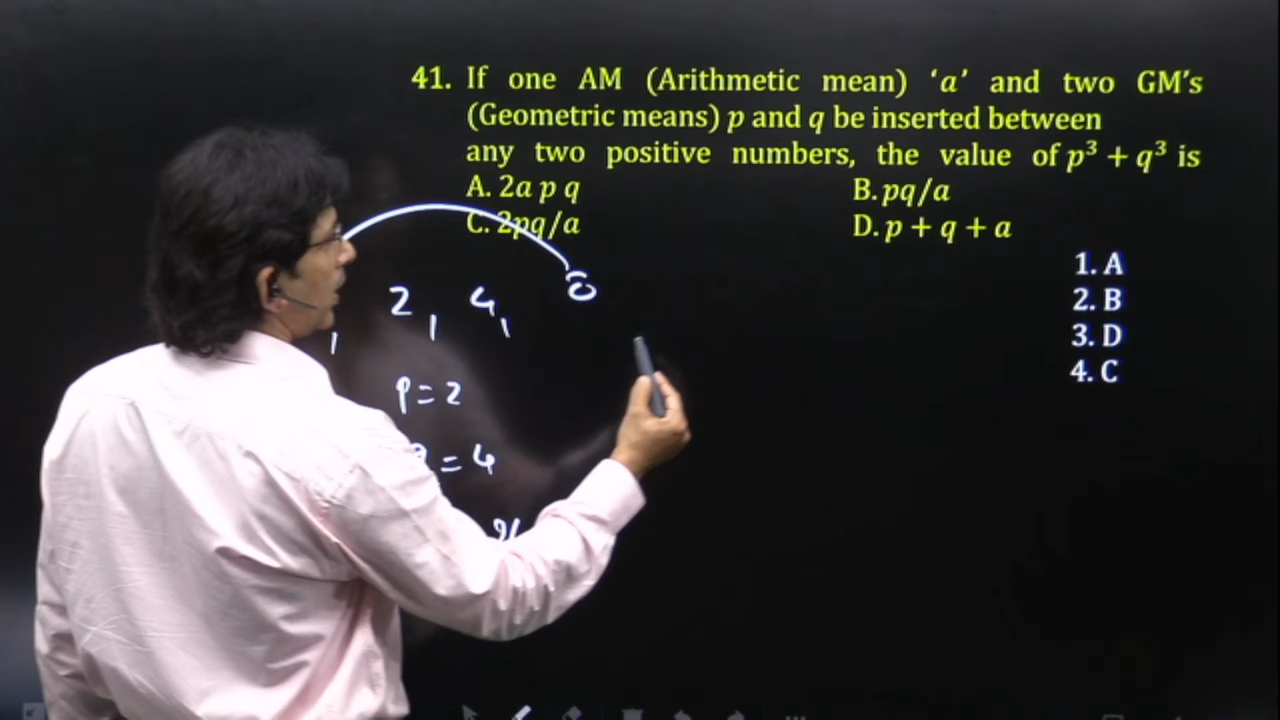 41. If one AM (Arithmetic mean) ‘a’ and two GM’s
(Geometric means) p and q be inserted between
any two positive numbers, the value of p³ + q³ is
A. 2a p q B. pq/a
C. 2pq/a D. p + q + a
1. A
2. B
3. D
4. C
, 2, 4, 8
p = 2
= 4
9/